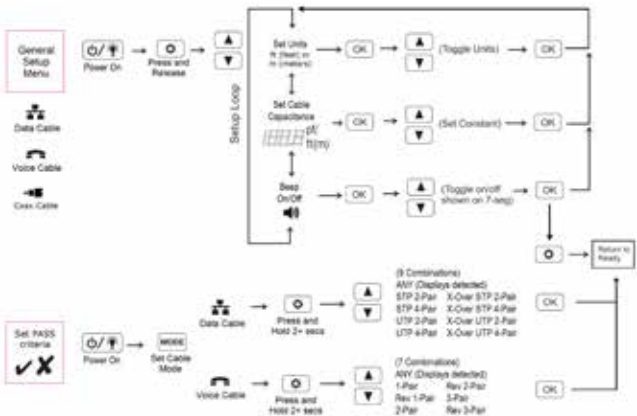 General
Setup
Menu
Power On
Press and
Release
Setup Loop
Set Units
ft (feet) or
m (meters)
OK
(Toggle Units)
OK
Data Cable
Voice Cable
Coax Cable
Set Cable
Capacitance
pf/
ft(m)
OK
(Set Constant)
OK
Beep
On/Off
OK
(Toggle on/off
shown on 7-seg)
OK
Return to
Ready
Set PASS
criteria
Power On
MODE
Set Cable
Mode
Data Cable
Press and
Hold 2+ secs
(9 Combinations)
ANY (Displays detected)
STP 2-Pair X-Over STP 2-Pair
STP 4-Pair X-Over STP 4-Pair
UTP 2-Pair X-Over UTP 2-Pair
UTP 4-Pair X-Over UTP 4-Pair
OK
Voice Cable
Press and
Hold 2+ secs
(7 Combinations)
ANY (Displays detected)
1-Pair Rev 2-Pair
Rev 1-Pair 3-Pair
2-Pair Rev 3-Pair
OK